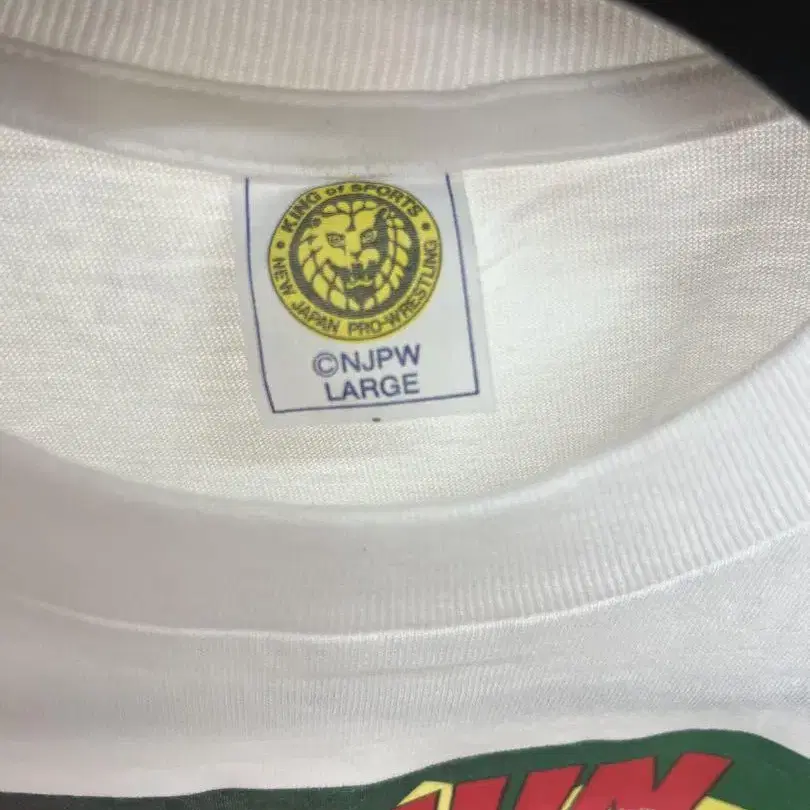 KING OF SPORTS
NEW JAPAN PRO-WRESTLING
©NJPW
LARGE